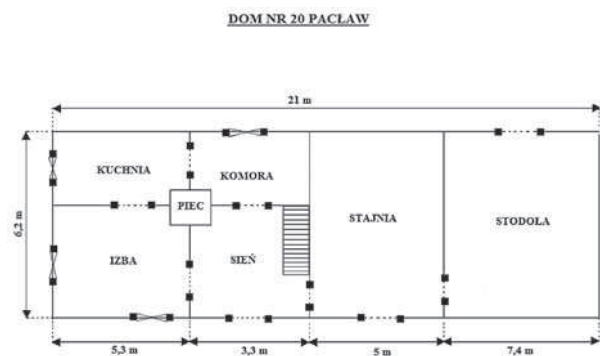 DOM NR 20 PACŁAW
21 m
KUCHNIA
KOMORA
PIEC
STAJNIA
STODOŁA
6,2 m
IZBA
SIEŃ
5,3 m
3,3 m
5 m
7,4 m